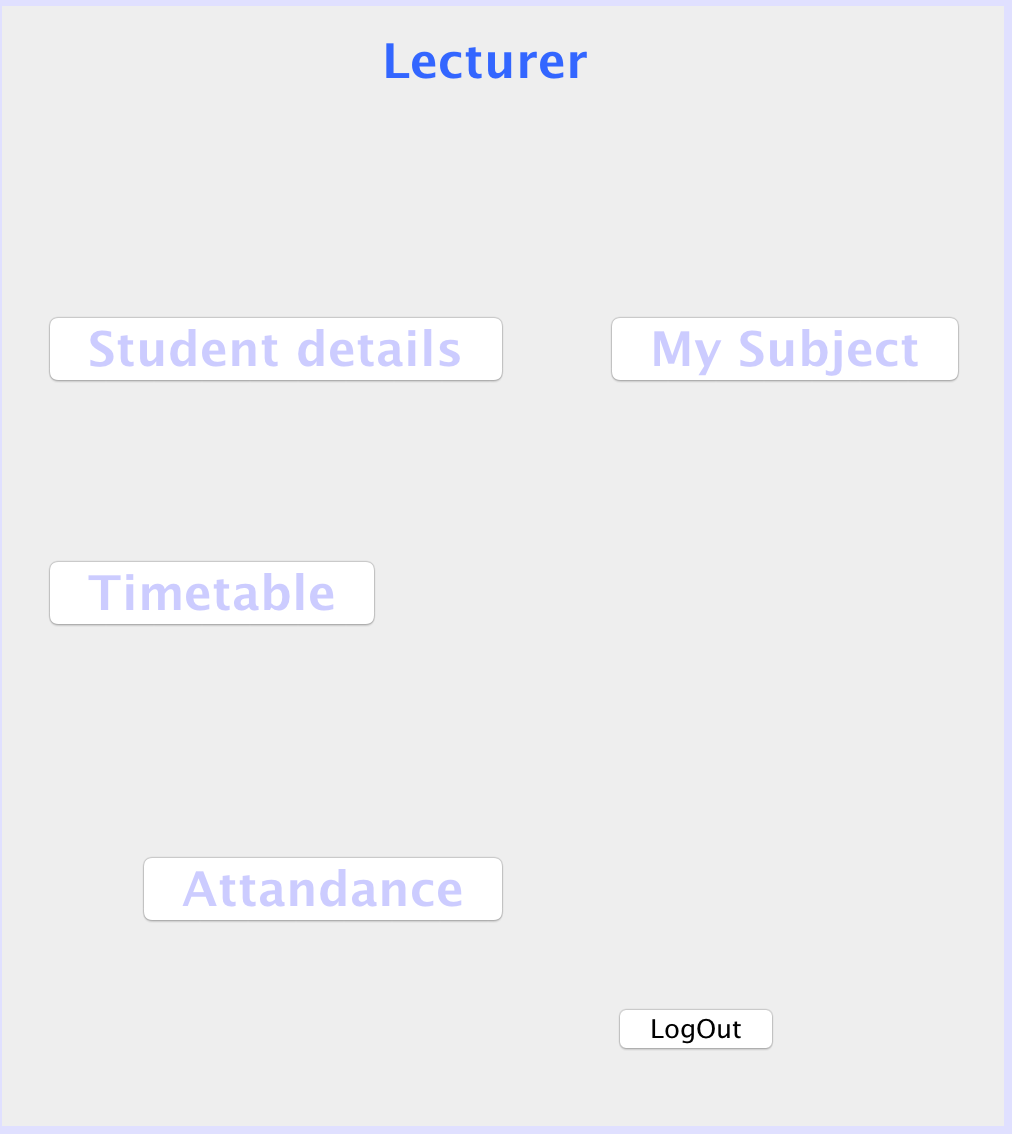 Lecturer
Student details
My Subject
Timetable
Attandance
LogOut